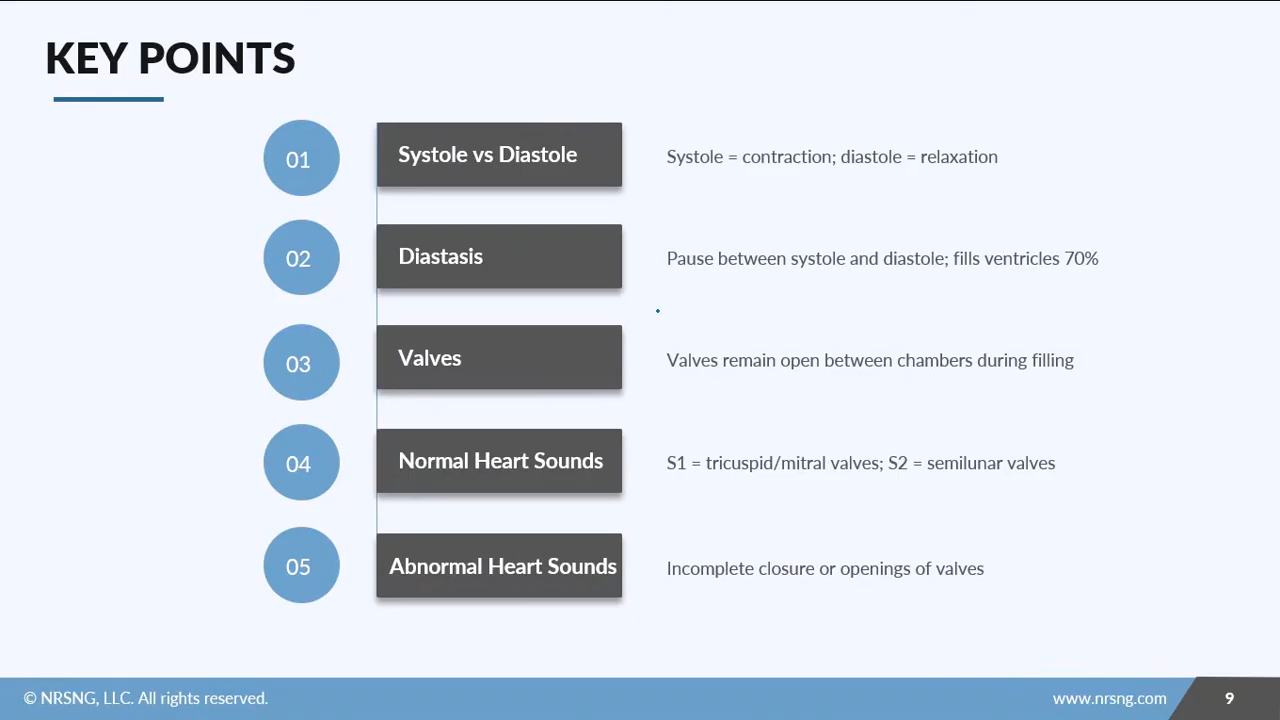 KEY POINTS
01
Systole vs Diastole
Systole = contraction; diastole = relaxation
02
Diastasis
Pause between systole and diastole; fills ventricles 70%
03
Valves
Valves remain open between chambers during filling
04
Normal Heart Sounds
S1 = tricuspid/mitral valves; S2 = semilunar valves
05
Abnormal Heart Sounds
Incomplete closure or openings of valves
© NRSNG, LLC. All rights reserved.
www.nrsng.com
9